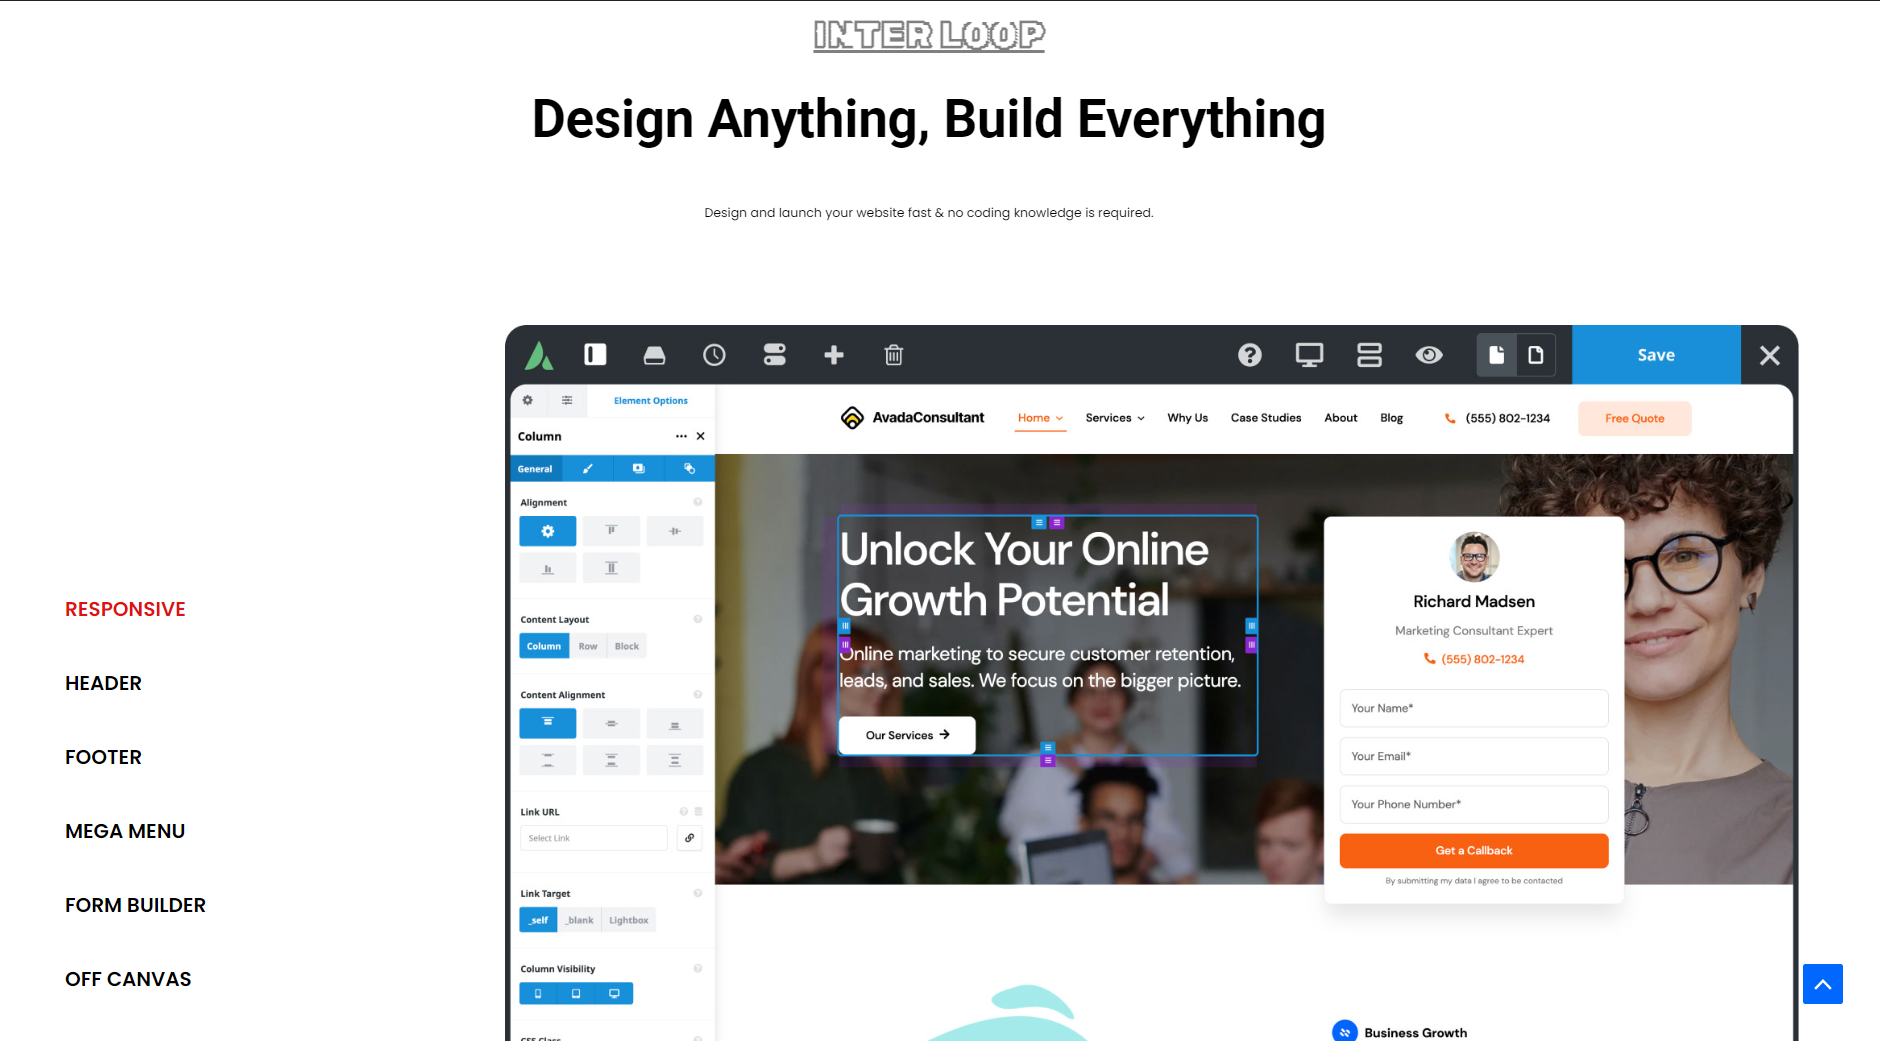 INTER LOOP
Design Anything, Build Everything
Design and launch your website fast & no coding knowledge is required.
RESPONSIVE
HEADER
FOOTER
MEGA MENU
FORM BUILDER
OFF CANVAS
Save
Element Options
Column
General
Alignment
Content Layout
Column Row Block
Content Alignment
Link URL
Select Link
Link Target
_self _blank Lightbox
Column Visibility
CSS Class
AvadaConsultant Home Services Why Us Case Studies About Blog (555) 802-1234 Free Quote
Unlock Your Online
Growth Potential
Online marketing to secure customer retention,
leads, and sales. We focus on the bigger picture.
Our Services
Richard Madsen
Marketing Consultant Expert
(555) 802-1234
Your Name*
Your Email*
Your Phone Number*
Get a Callback
By submitting my data I agree to be contacted
Business Growth